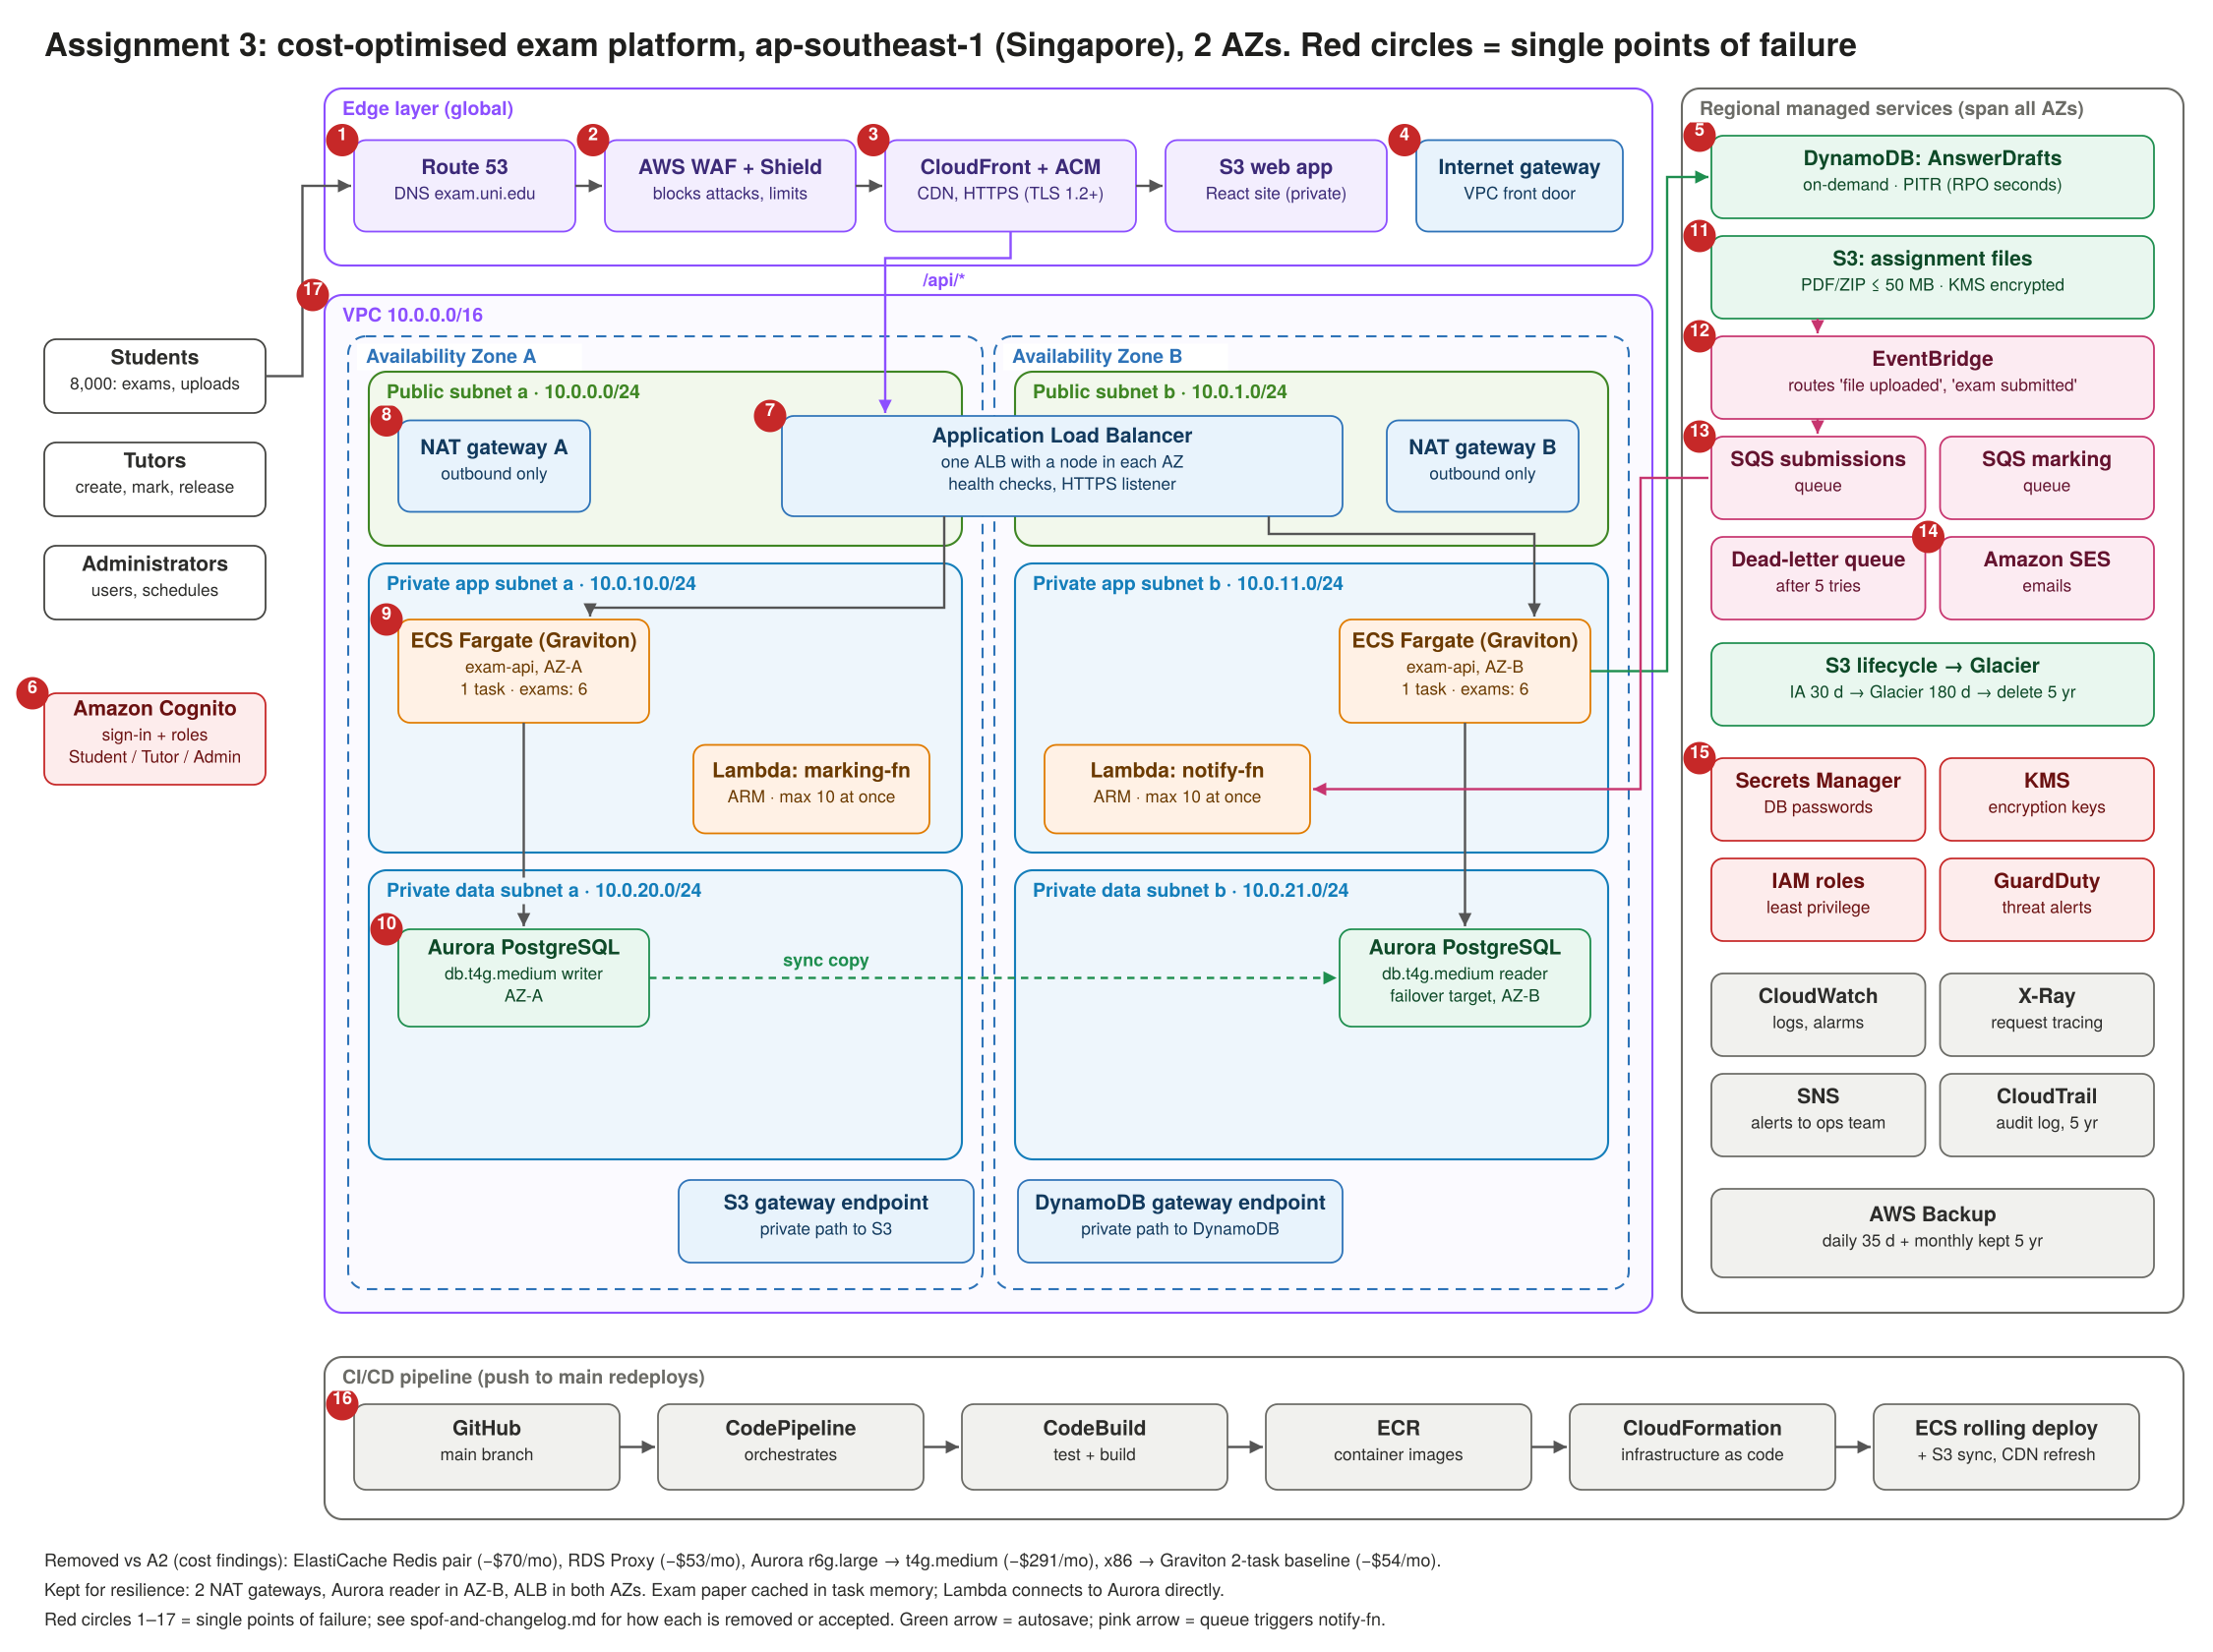 Assignment 3: cost-optimised exam platform, ap-southeast-1 (Singapore), 2 AZs. Red circles = single points of failure
Edge layer (global)
1
Route 53
DNS exam.uni.edu
2
AWS WAF + Shield
blocks attacks, limits
3
CloudFront + ACM
CDN, HTTPS (TLS 1.2+)
S3 web app
React site (private)
4
Internet gateway
VPC front door
/api/*
Students
8,000: exams, uploads
Tutors
create, mark, release
Administrators
users, schedules
6
Amazon Cognito
sign-in + roles
Student / Tutor / Admin
17
VPC 10.0.0.0/16
Availability Zone A
Public subnet a · 10.0.0.0/24
8
NAT gateway A
outbound only
7
Application Load Balancer
one ALB with a node in each AZ
health checks, HTTPS listener
Availability Zone B
Public subnet b · 10.0.1.0/24
NAT gateway B
outbound only
Private app subnet a · 10.0.10.0/24
9
ECS Fargate (Graviton)
exam-api, AZ-A
1 task · exams: 6
Lambda: marking-fn
ARM · max 10 at once
Private app subnet b · 10.0.11.0/24
ECS Fargate (Graviton)
exam-api, AZ-B
1 task · exams: 6
Lambda: notify-fn
ARM · max 10 at once
Private data subnet a · 10.0.20.0/24
10
Aurora PostgreSQL
db.t4g.medium writer
AZ-A
sync copy
Private data subnet b · 10.0.21.0/24
Aurora PostgreSQL
db.t4g.medium reader
failover target, AZ-B
S3 gateway endpoint
private path to S3
DynamoDB gateway endpoint
private path to DynamoDB
Regional managed services (span all AZs)
5
DynamoDB: AnswerDrafts
on-demand · PITR (RPO seconds)
11
S3: assignment files
PDF/ZIP ≤ 50 MB · KMS encrypted
12
EventBridge
routes 'file uploaded', 'exam submitted'
13
SQS submissions
queue
SQS marking
queue
Dead-letter queue
after 5 tries
14
Amazon SES
emails
S3 lifecycle → Glacier
IA 30 d → Glacier 180 d → delete 5 yr
15
Secrets Manager
DB passwords
KMS
encryption keys
IAM roles
least privilege
GuardDuty
threat alerts
CloudWatch
logs, alarms
X-Ray
request tracing
SNS
alerts to ops team
CloudTrail
audit log, 5 yr
AWS Backup
daily 35 d + monthly kept 5 yr
CI/CD pipeline (push to main redeploys)
16
GitHub
main branch
CodePipeline
orchestrates
CodeBuild
test + build
ECR
container images
CloudFormation
infrastructure as code
ECS rolling deploy
+ S3 sync, CDN refresh
Removed vs A2 (cost findings): ElastiCache Redis pair (−$70/mo), RDS Proxy (−$53/mo), Aurora r6g.large → t4g.medium (−$291/mo), x86 → Graviton 2-task baseline (−$54/mo).
Kept for resilience: 2 NAT gateways, Aurora reader in AZ-B, ALB in both AZs. Exam paper cached in task memory; Lambda connects to Aurora directly.
Red circles 1–17 = single points of failure; see spof-and-changelog.md for how each is removed or accepted. Green arrow = autosave; pink arrow = queue triggers notify-fn.